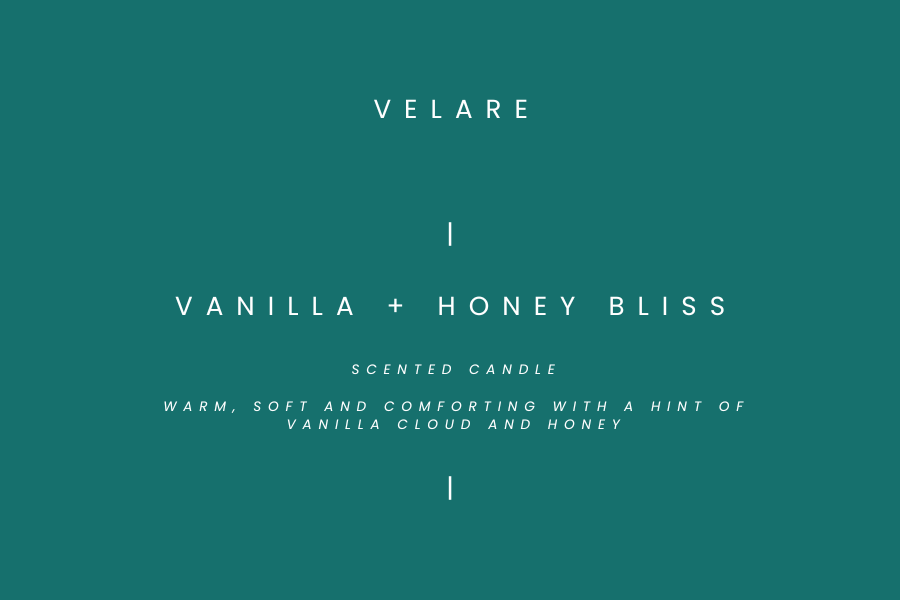 VELARE
|
VANILLA + HONEY BLISS
SCENTED CANDLE
WARM, SOFT AND COMFORTING WITH A HINT OF
VANILLA CLOUD AND HONEY
|